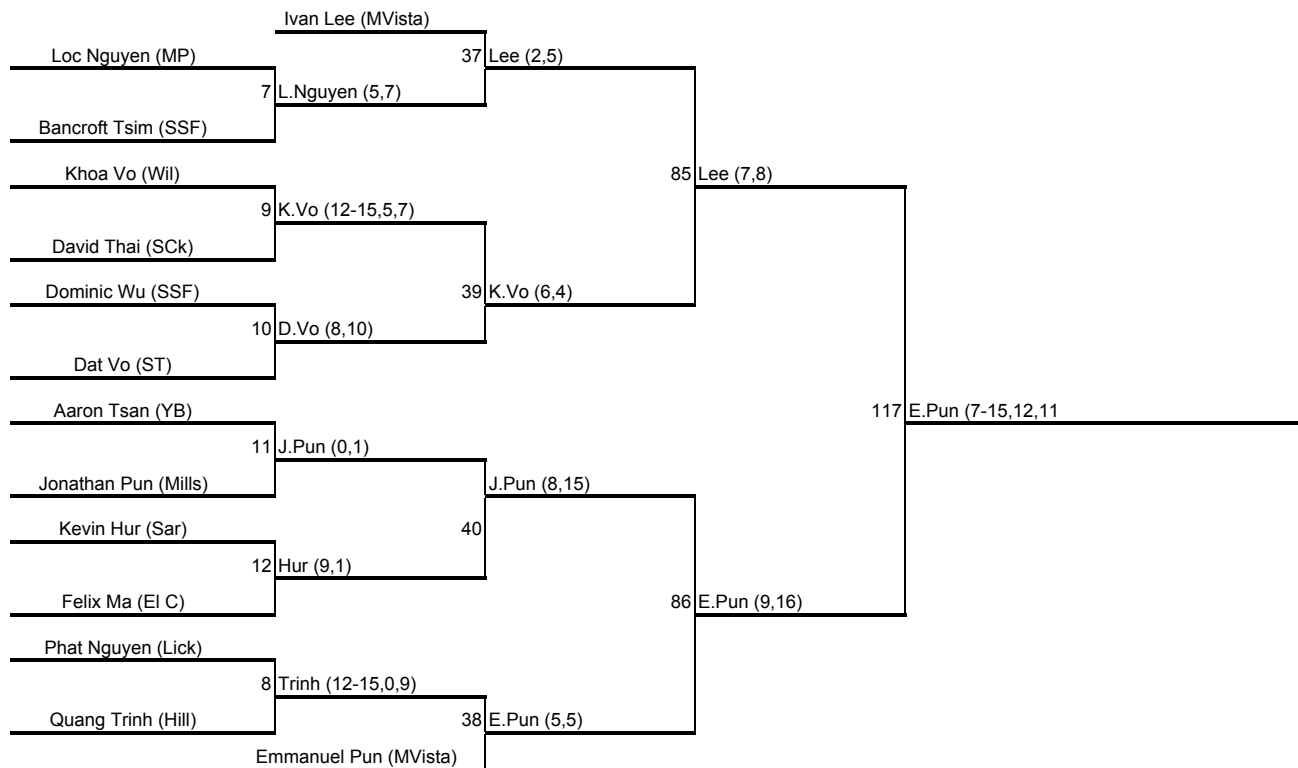 Ivan Lee (MVista)
Loc Nguyen (MP)
37 Lee (2,5)
7 L.Nguyen (5,7)
Bancroft Tsim (SSF)
Khoa Vo (Wil)
85 Lee (7,8)
9 K.Vo (12-15,5,7)
David Thai (SCk)
Dominic Wu (SSF)
39 K.Vo (6,4)
10 D.Vo (8,10)
Dat Vo (ST)
Aaron Tsan (YB)
117 E.Pun (7-15,12,11
11 J.Pun (0,1)
Jonathan Pun (Mills)
J.Pun (8,15)
Kevin Hur (Sar)
40
12 Hur (9,1)
Felix Ma (El C)
86 E.Pun (9,16)
Phat Nguyen (Lick)
8 Trinh (12-15,0,9)
Quang Trinh (Hill)
38 E.Pun (5,5)
Emmanuel Pun (MVista)